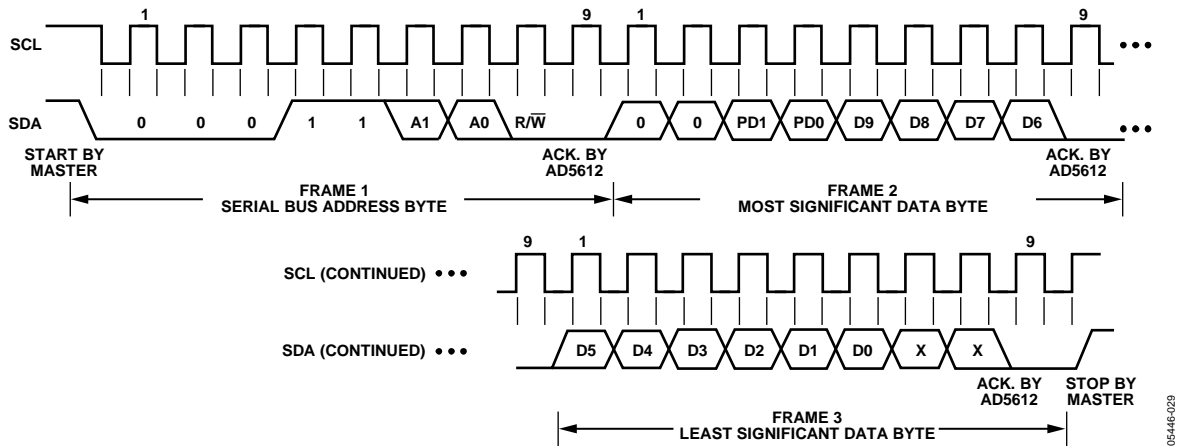 1 9 1 9
SCL
SDA 0 0 0 1 1 A1 A0 R/W̅ 0 0 PD1 PD0 D9 D8 D7 D6
START BY MASTER
ACK. BY AD5612
ACK. BY AD5612
FRAME 1
SERIAL BUS ADDRESS BYTE
FRAME 2
MOST SIGNIFICANT DATA BYTE
9 1 9
SCL (CONTINUED)
SDA (CONTINUED) D5 D4 D3 D2 D1 D0 X X
ACK. BY AD5612
STOP BY MASTER
FRAME 3
LEAST SIGNIFICANT DATA BYTE
05446-029